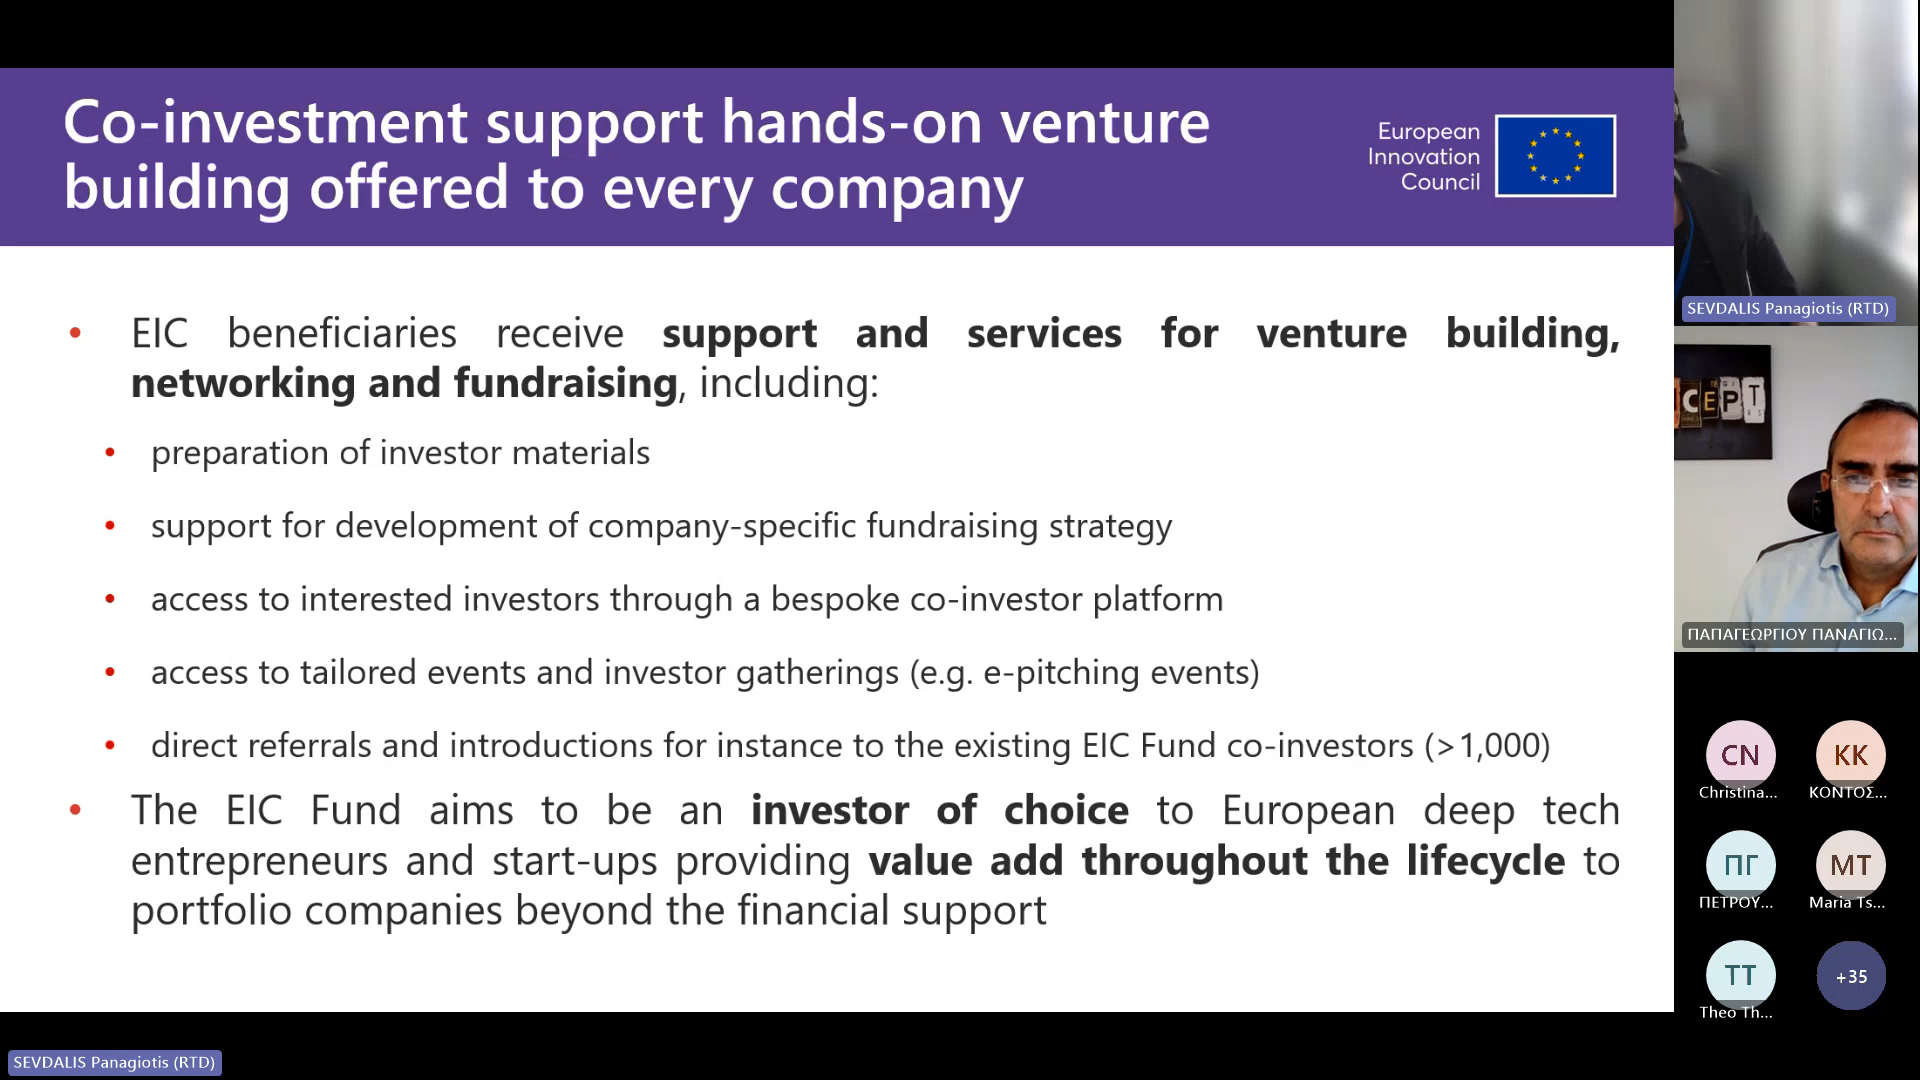 Co-investment support hands-on venture
building offered to every company
European
Innovation
Council
• EIC beneficiaries receive support and services for venture building,
networking and fundraising, including:
• preparation of investor materials
• support for development of company-specific fundraising strategy
• access to interested investors through a bespoke co-investor platform
• access to tailored events and investor gatherings (e.g. e-pitching events)
• direct referrals and introductions for instance to the existing EIC Fund co-investors (>1,000)
• The EIC Fund aims to be an investor of choice to European deep tech
entrepreneurs and start-ups providing value add throughout the lifecycle to
portfolio companies beyond the financial support
SEVDALIS Panagiotis (RTD)
CEPT
ΠΑΠΑΓΕΩΡΓΙΟΥ ΠΑΝΑΓΙΩ...
CN
Christina...
KK
ΚΟΝΤΟΣ...
ΠΓ
ΠΕΤΡΟΥ...
MT
Maria Ts...
TT
Theo Th...
+35
SEVDALIS Panagiotis (RTD)